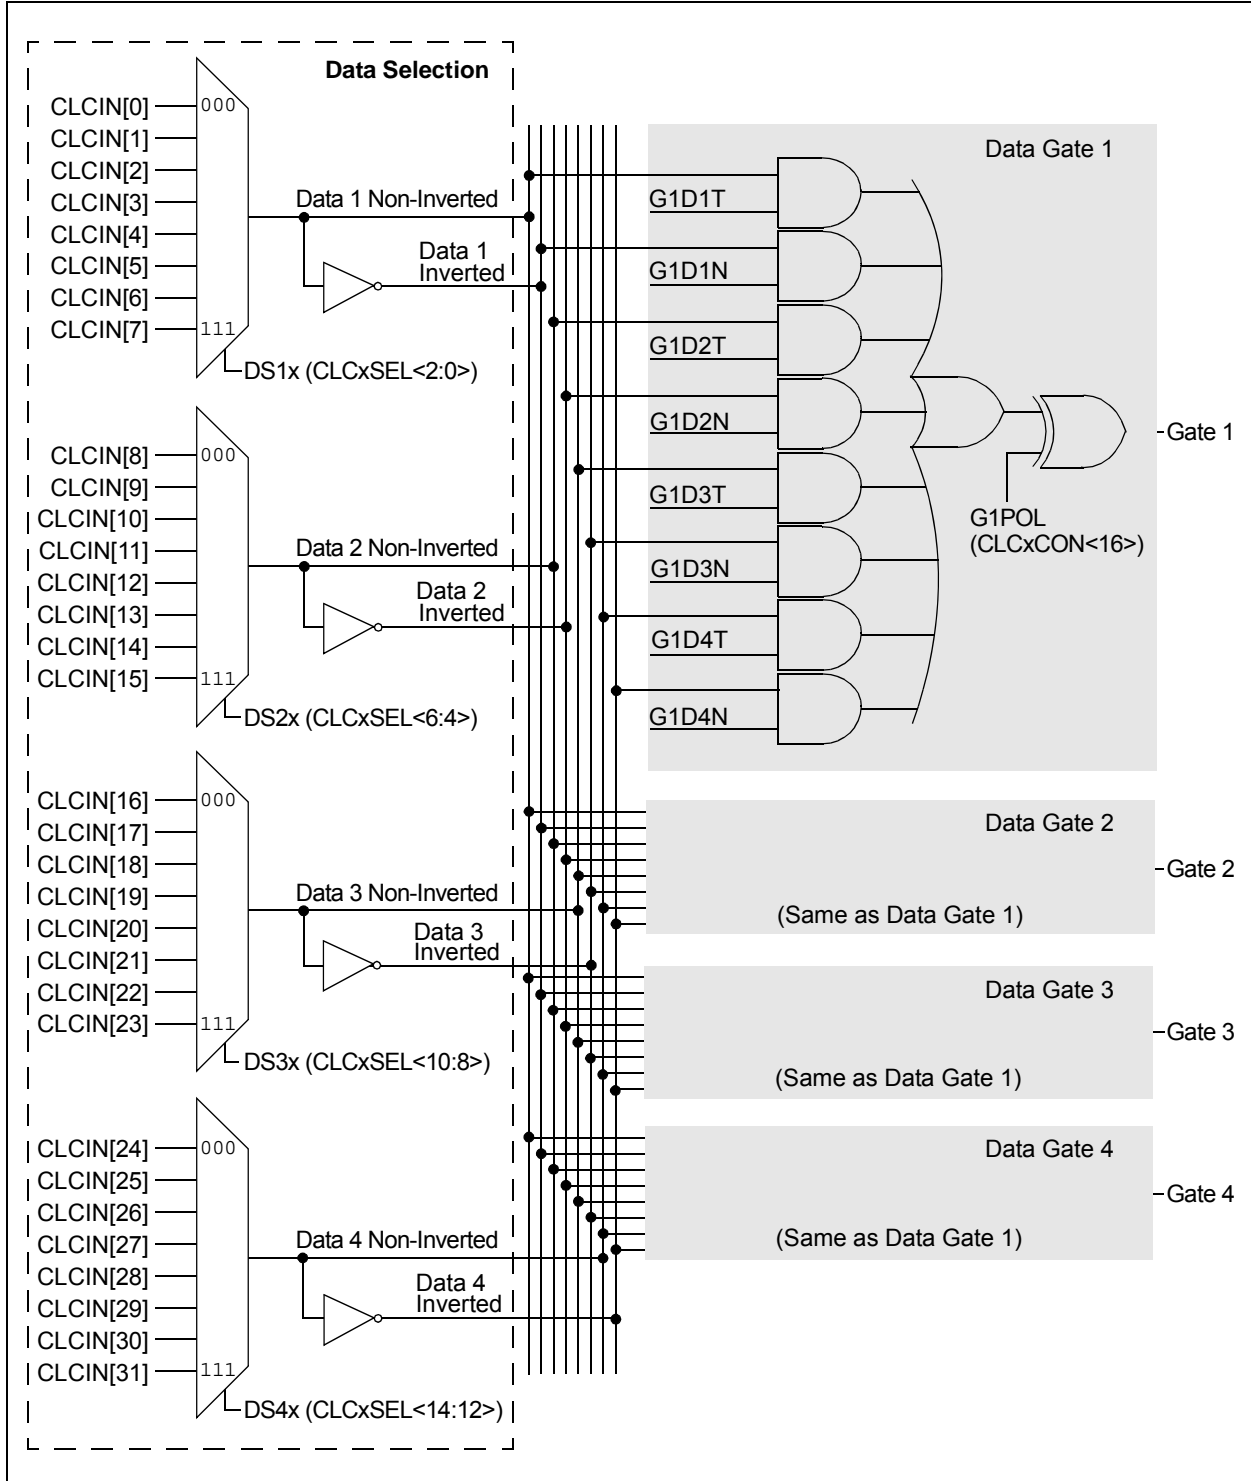 Data Selection
CLCIN[0]
CLCIN[1]
CLCIN[2]
CLCIN[3]
CLCIN[4]
CLCIN[5]
CLCIN[6]
CLCIN[7]
000
111
Data 1 Non-Inverted
Data 1
Inverted
DS1x (CLCxSEL<2:0>)
CLCIN[8]
CLCIN[9]
CLCIN[10]
CLCIN[11]
CLCIN[12]
CLCIN[13]
CLCIN[14]
CLCIN[15]
000
111
Data 2 Non-Inverted
Data 2
Inverted
DS2x (CLCxSEL<6:4>)
CLCIN[16]
CLCIN[17]
CLCIN[18]
CLCIN[19]
CLCIN[20]
CLCIN[21]
CLCIN[22]
CLCIN[23]
000
111
Data 3 Non-Inverted
Data 3
Inverted
DS3x (CLCxSEL<10:8>)
CLCIN[24]
CLCIN[25]
CLCIN[26]
CLCIN[27]
CLCIN[28]
CLCIN[29]
CLCIN[30]
CLCIN[31]
000
111
Data 4 Non-Inverted
Data 4
Inverted
DS4x (CLCxSEL<14:12>)
Data Gate 1
G1D1T
G1D1N
G1D2T
G1D2N
G1D3T
G1D3N
G1D4T
G1D4N
G1POL
(CLCxCON<16>)
Gate 1
Data Gate 2
(Same as Data Gate 1)
Gate 2
Data Gate 3
(Same as Data Gate 1)
Gate 3
Data Gate 4
(Same as Data Gate 1)
Gate 4